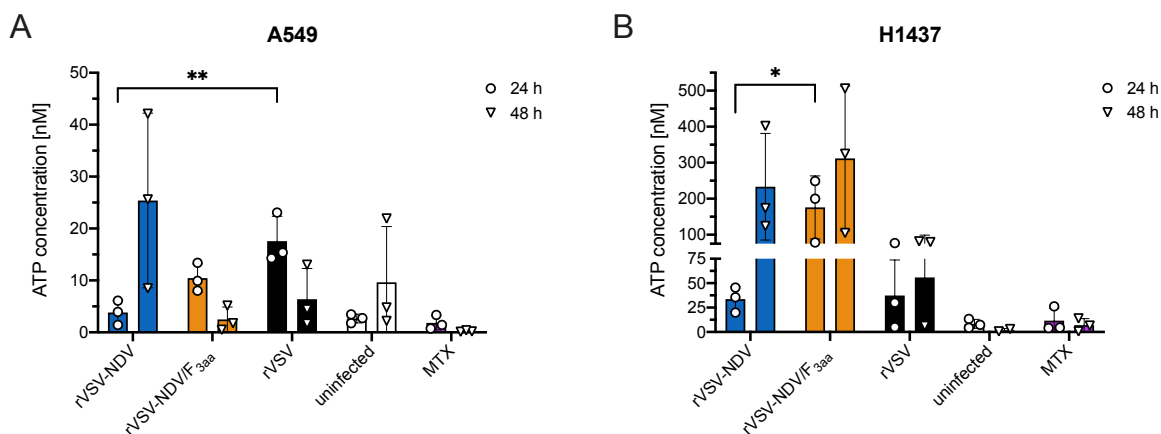 A
A549
**
24 h
48 h
ATP concentration [nM]
50
40
30
20
10
0
rVSV-NDV
rVSV-NDV/F3aa
rVSV
uninfected
MTX
B
H1437
*
24 h
48 h
ATP concentration [nM]
500
400
300
200
100
75
50
25
0
rVSV-NDV
rVSV-NDV/F3aa
rVSV
uninfected
MTX